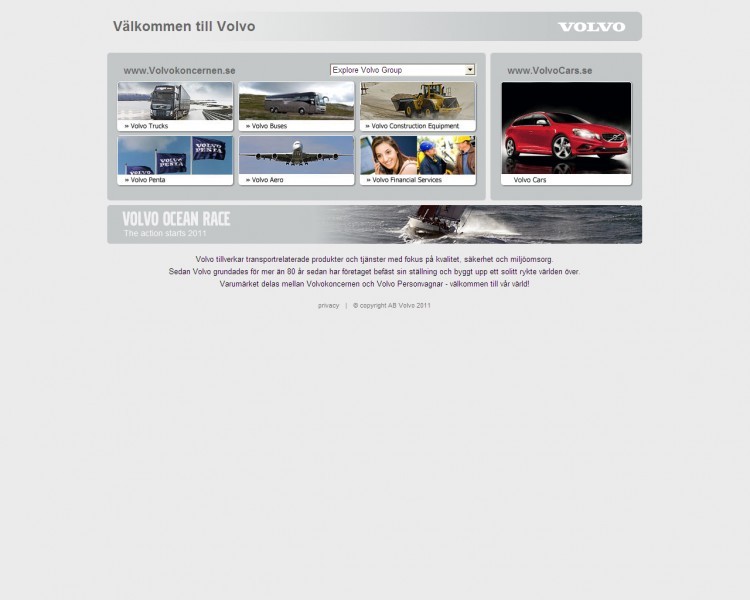 Välkommen till Volvo
VOLVO
www.Volvokoncernen.se
Explore Volvo Group
» Volvo Trucks
» Volvo Buses
» Volvo Construction Equipment
VOLVO PENTA
» Volvo Penta
» Volvo Aero
» Volvo Financial Services
www.VolvoCars.se
Volvo Cars
VOLVO OCEAN RACE
The action starts 2011
Volvo tillverkar transportrelaterade produkter och tjänster med fokus på kvalitet, säkerhet och miljöomsorg.
Sedan Volvo grundades för mer än 80 år sedan har företaget befäst sin ställning och byggt upp ett solitt rykte världen över.
Varumärket delas mellan Volvokoncernen och Volvo Personvagnar - välkommen till vår värld!
privacy | © copyright AB Volvo 2011